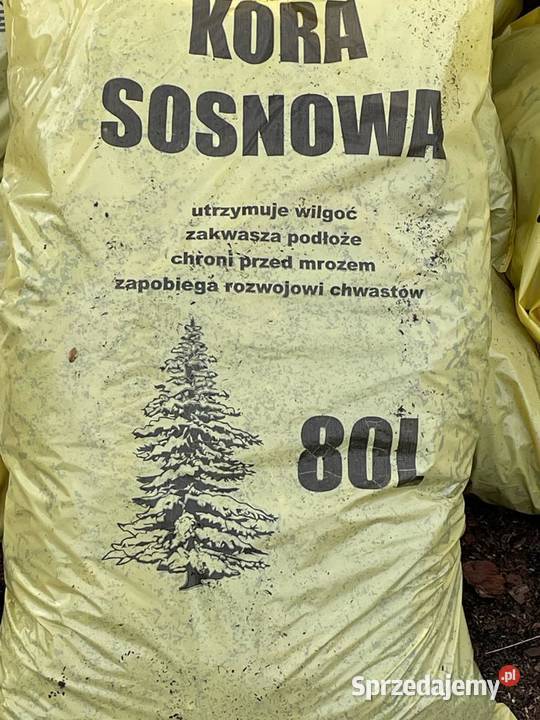 KORA
SOSNOWA
utrzymuje wilgoć
zakwasza podłoże
chroni przed mrozem
zapobiega rozwojowi chwastów
80L
Sprzedajemy.pl